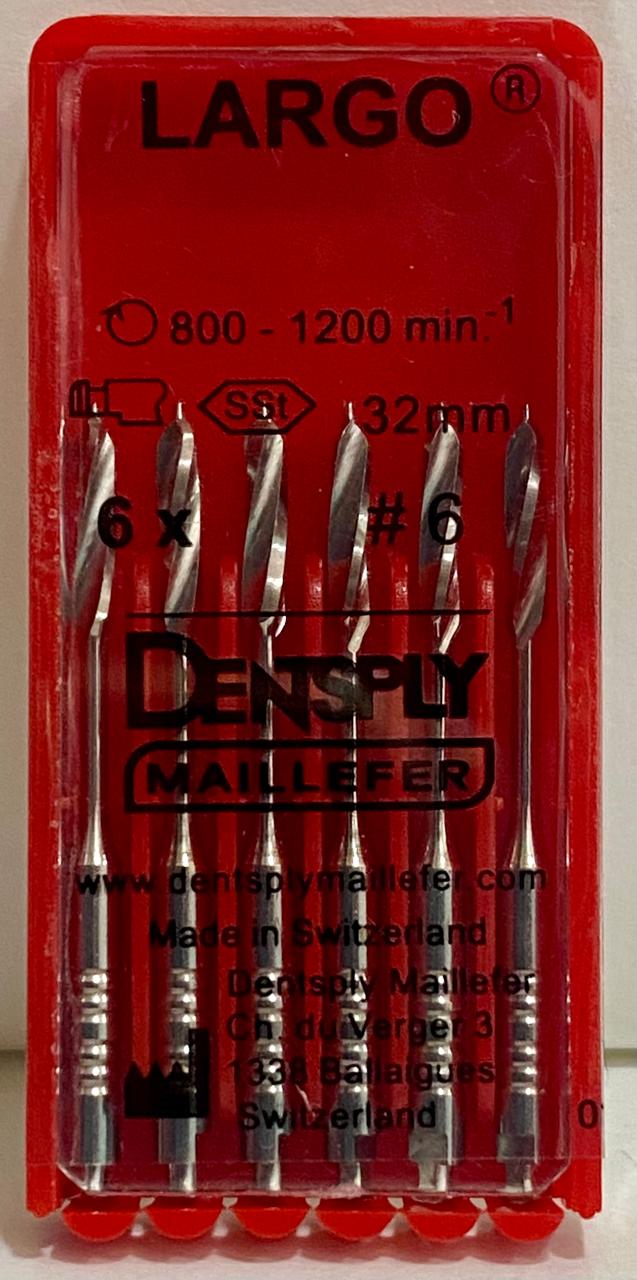 LARGO®
800 - 1200 min.⁻¹
SSt 32mm
6 x # 6
DENTSPLY
MAILLEFER
www.dentsplymaillefer.com
Made in Switzerland
Dentsply Maillefer
Ch. du Verger 3
1338 Ballaigues
Switzerland